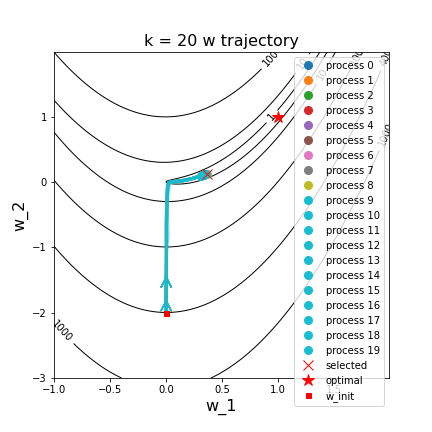 k = 20 w trajectory
w_2
1
0
−1
−2
−3
−1.0
−0.5
0.0
0.5
1.0
w_1
100
1
1000
process 0
process 1
process 2
process 3
process 4
process 5
process 6
process 7
process 8
process 9
process 10
process 11
process 12
process 13
process 14
process 15
process 16
process 17
process 18
process 19
selected
optimal
w_init